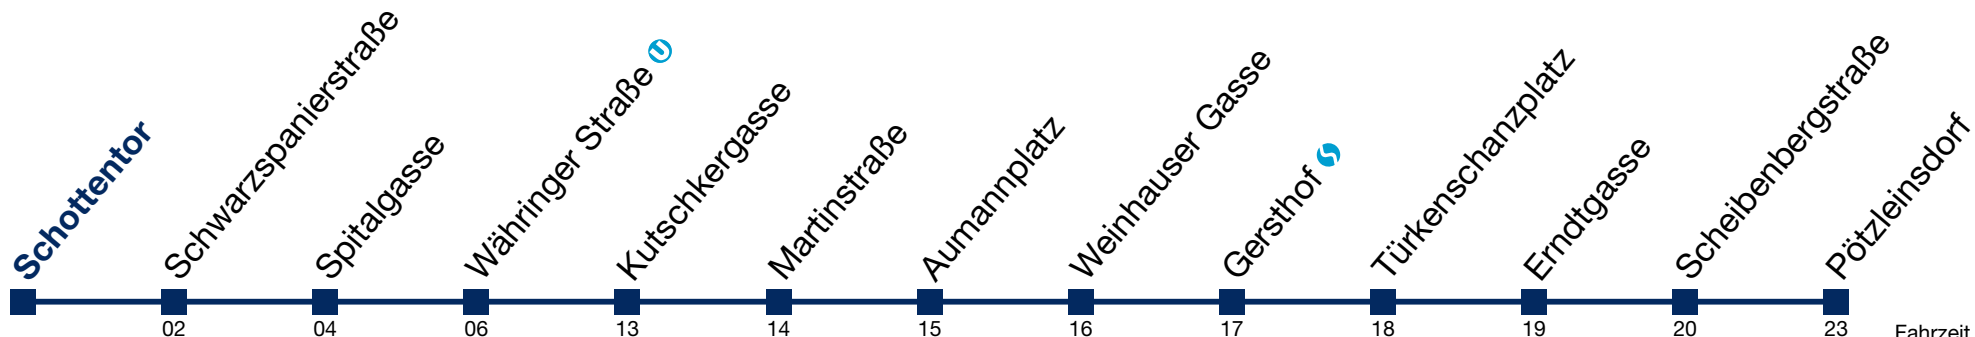 Schottentor
Schwarzspanierstraße
Spitalgasse
Währinger Straße U
Kutschkergasse
Martinstraße
Aumannplatz
Weinhauser Gasse
Gersthof S
Türkenschanzplatz
Erndtgasse
Scheibenbergstraße
Pötzleinsdorf
02 04 06 13 14 15 16 17 18 19 20 23 Fahrzeit